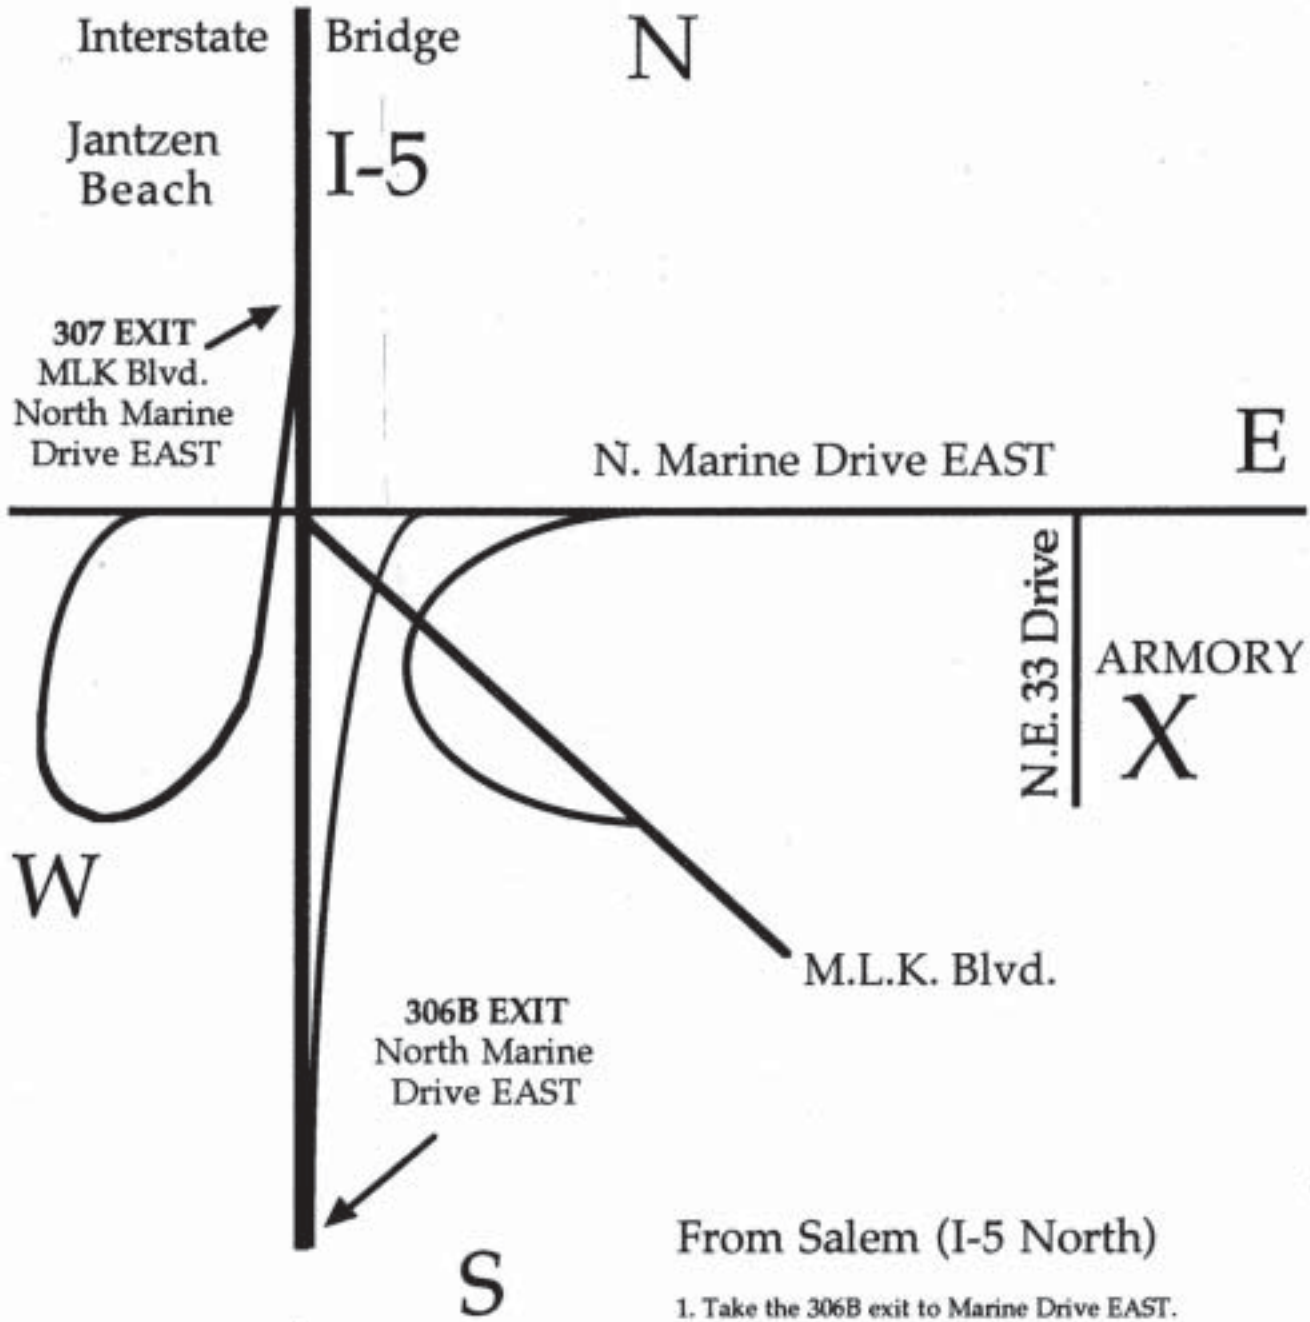 Interstate Bridge
N
Jantzen
Beach
I-5
307 EXIT
MLK Blvd.
North Marine
Drive EAST
N. Marine Drive EAST
E
N.E. 33 Drive
ARMORY
X
W
M.L.K. Blvd.
306B EXIT
North Marine
Drive EAST
S
From Salem (I-5 North)
1. Take the 306B exit to Marine Drive EAST.